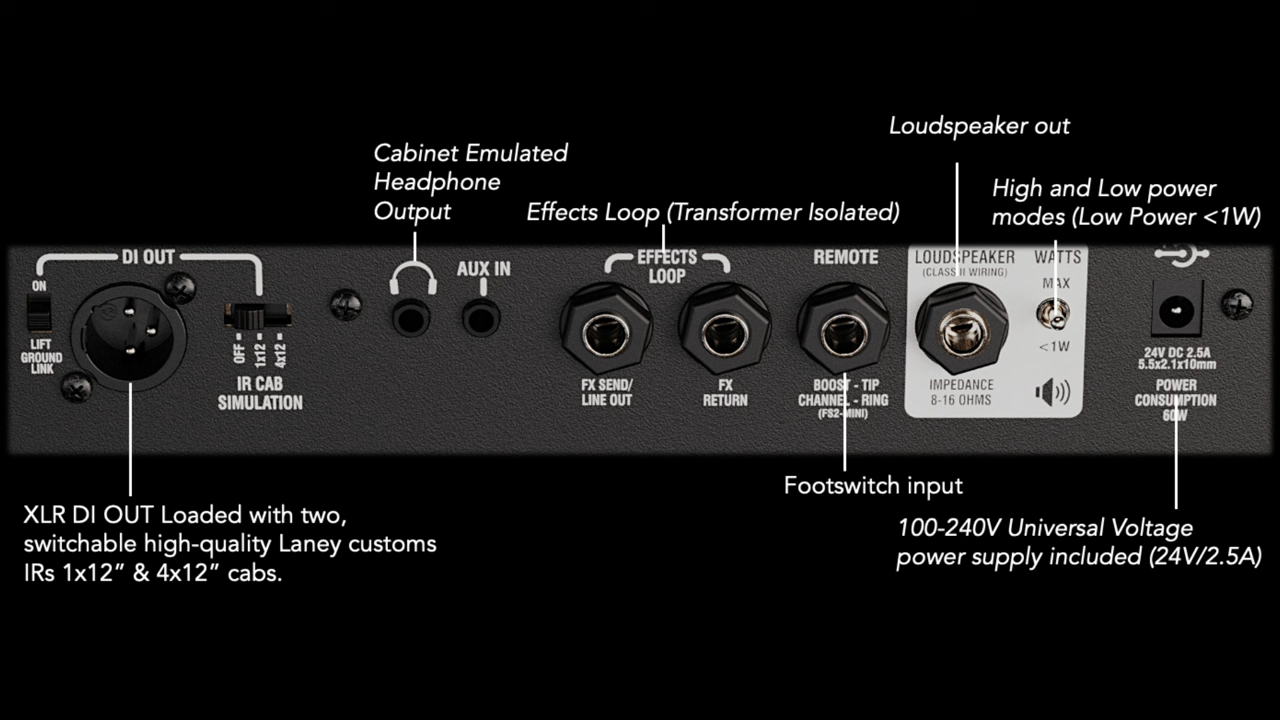 Loudspeaker out
Cabinet Emulated
Headphone
Output
Effects Loop (Transformer Isolated)
High and Low power
modes (Low Power <1W)
DI OUT
ON
LIFT
GROUND
LINK
OFF
1x12
4x12
IR CAB
SIMULATION
AUX IN
EFFECTS
LOOP
FX SEND/
LINE OUT
FX
RETURN
REMOTE
BOOST - TIP
CHANNEL - RING
(FS2-MINI)
LOUDSPEAKER
(CLASS II WIRING)
IMPEDANCE
8-16 OHMS
WATTS
MAX
<1W
24V DC 2.5A
5.5x2.1x10mm
POWER
CONSUMPTION
60W
XLR DI OUT Loaded with two,
switchable high-quality Laney customs
IRs 1x12” & 4x12” cabs.
Footswitch input
100-240V Universal Voltage
power supply included (24V/2.5A)